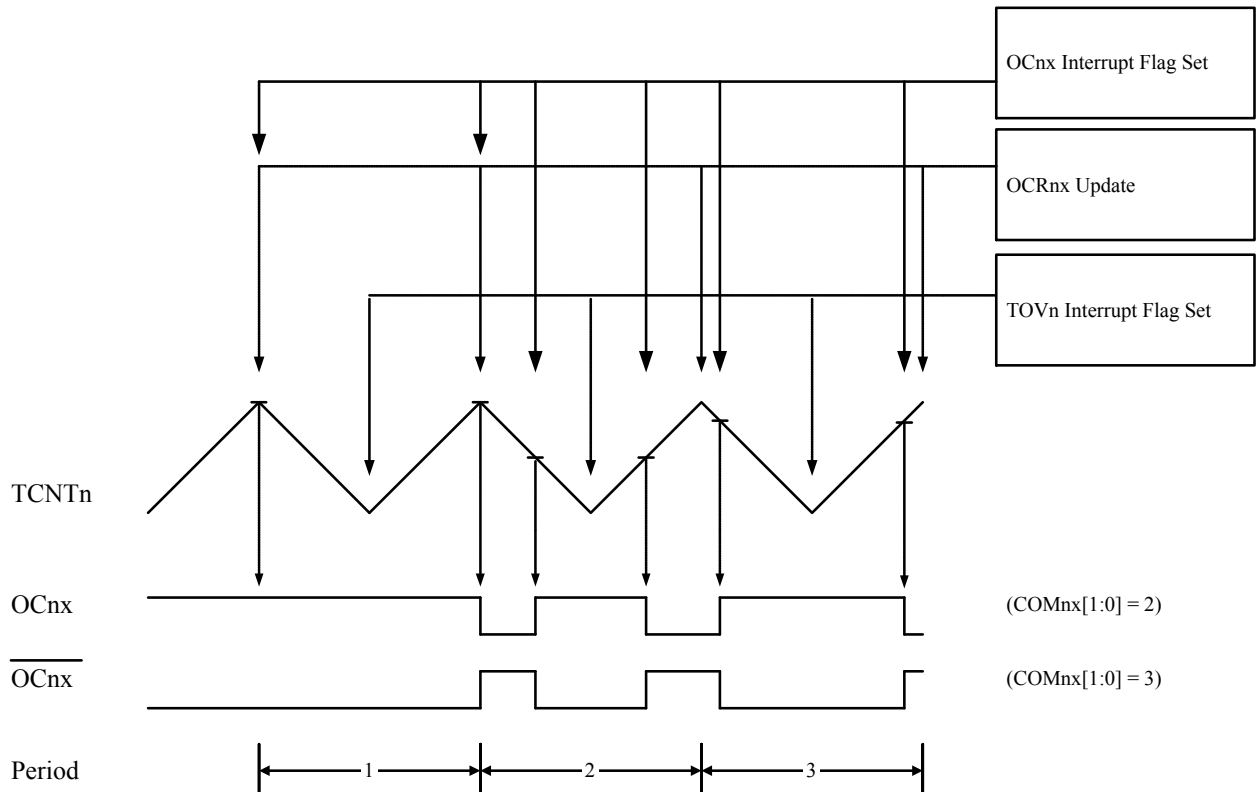 OCnx Interrupt Flag Set
OCRnx Update
TOVn Interrupt Flag Set
TCNTn
OCnx
(COMnx[1:0] = 2)
OCnx
(COMnx[1:0] = 3)
Period
1
2
3